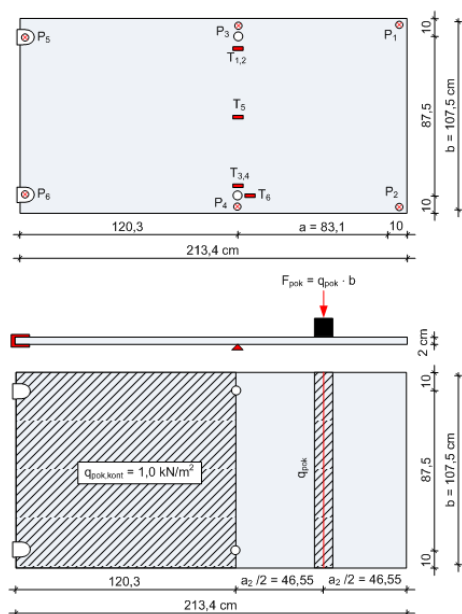 P3
P1
P5
T1,2
T5
T3,4
T6
P6
P4
P2
10
87,5
10
b = 107,5 cm
120,3
a = 83,1
10
213,4 cm
Fpok = qpok · b
2 cm
qpok,kont = 1,0 kN/m²
qpok
10
87,5
10
b = 107,5 cm
120,3
a2 /2 = 46,55
a2 /2 = 46,55
213,4 cm